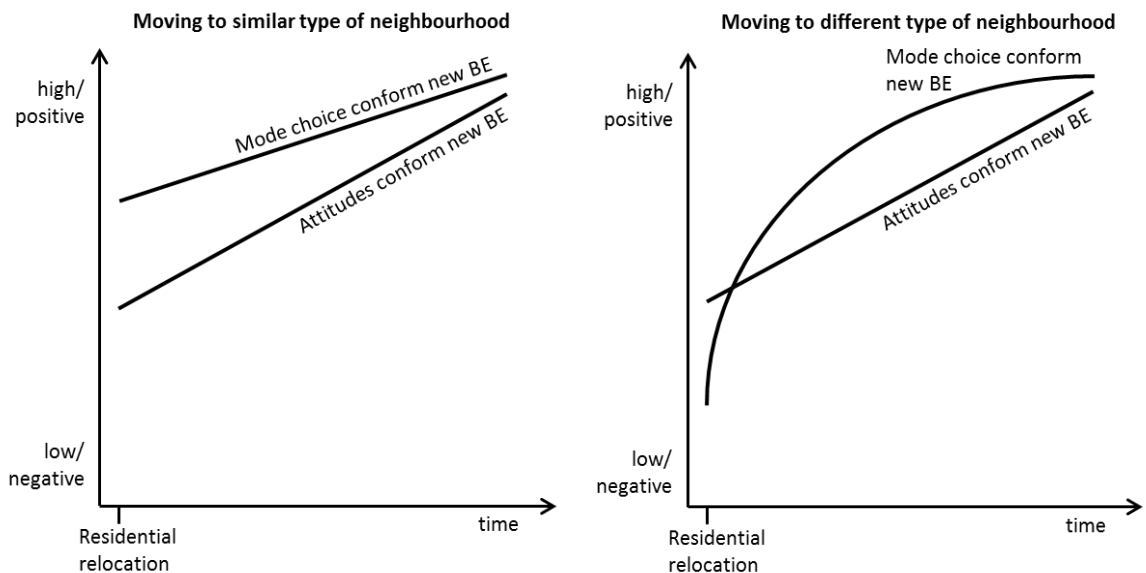 Moving to similar type of neighbourhood
high/
positive
Mode choice conform new BE
Attitudes conform new BE
low/
negative
time
Residential
relocation
Moving to different type of neighbourhood
Mode choice conform
new BE
high/
positive
Attitudes conform new BE
low/
negative
time
Residential
relocation